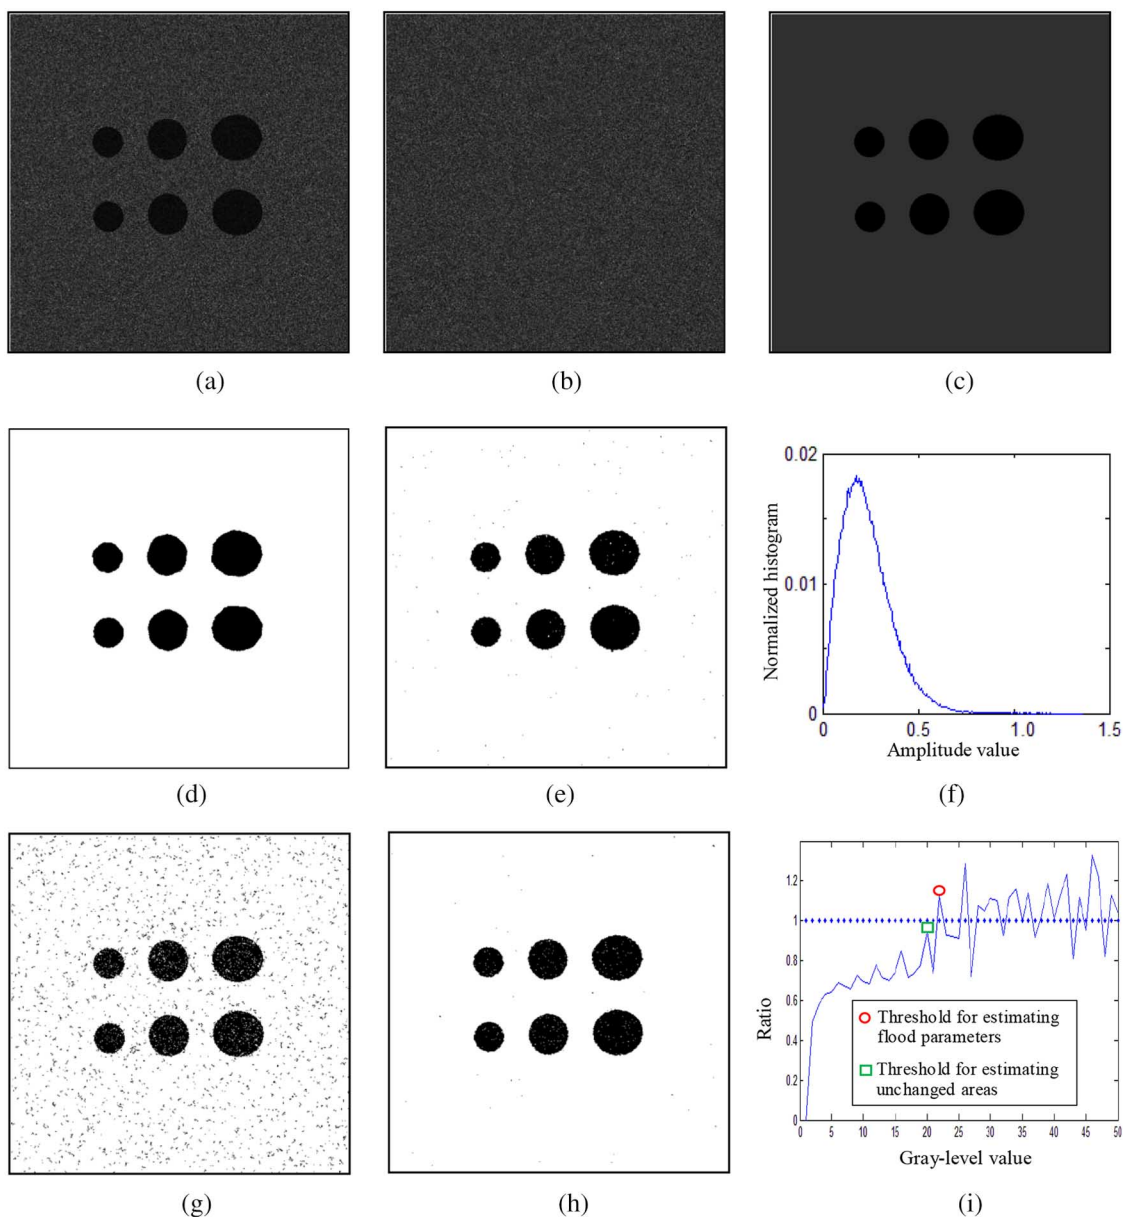 (a)
(b)
(c)
0.02
0.01
0
Normalized histogram
0
0.5
1.0
1.5
Amplitude value
(d)
(e)
(f)
1.2
1
0.8
0.6
0.4
0.2
0
Ratio
Threshold for estimating
flood parameters
Threshold for estimating
unchanged areas
0 5 10 15 20 25 30 35 40 45 50
Gray-level value
(g)
(h)
(i)